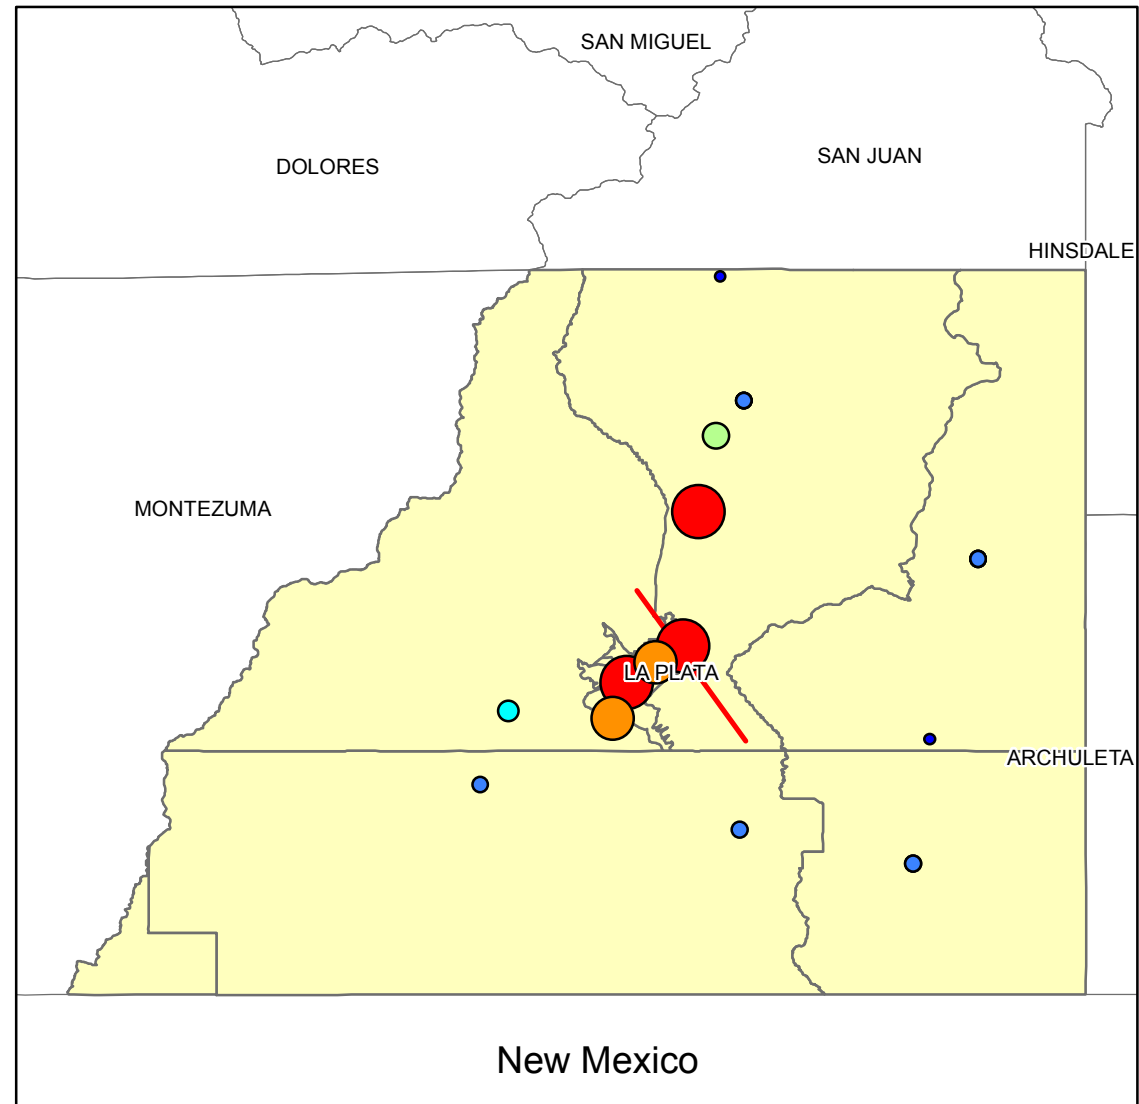 SAN MIGUEL
SAN JUAN
DOLORES
HINSDALE
MONTEZUMA
LA PLATA
ARCHULETA
New Mexico